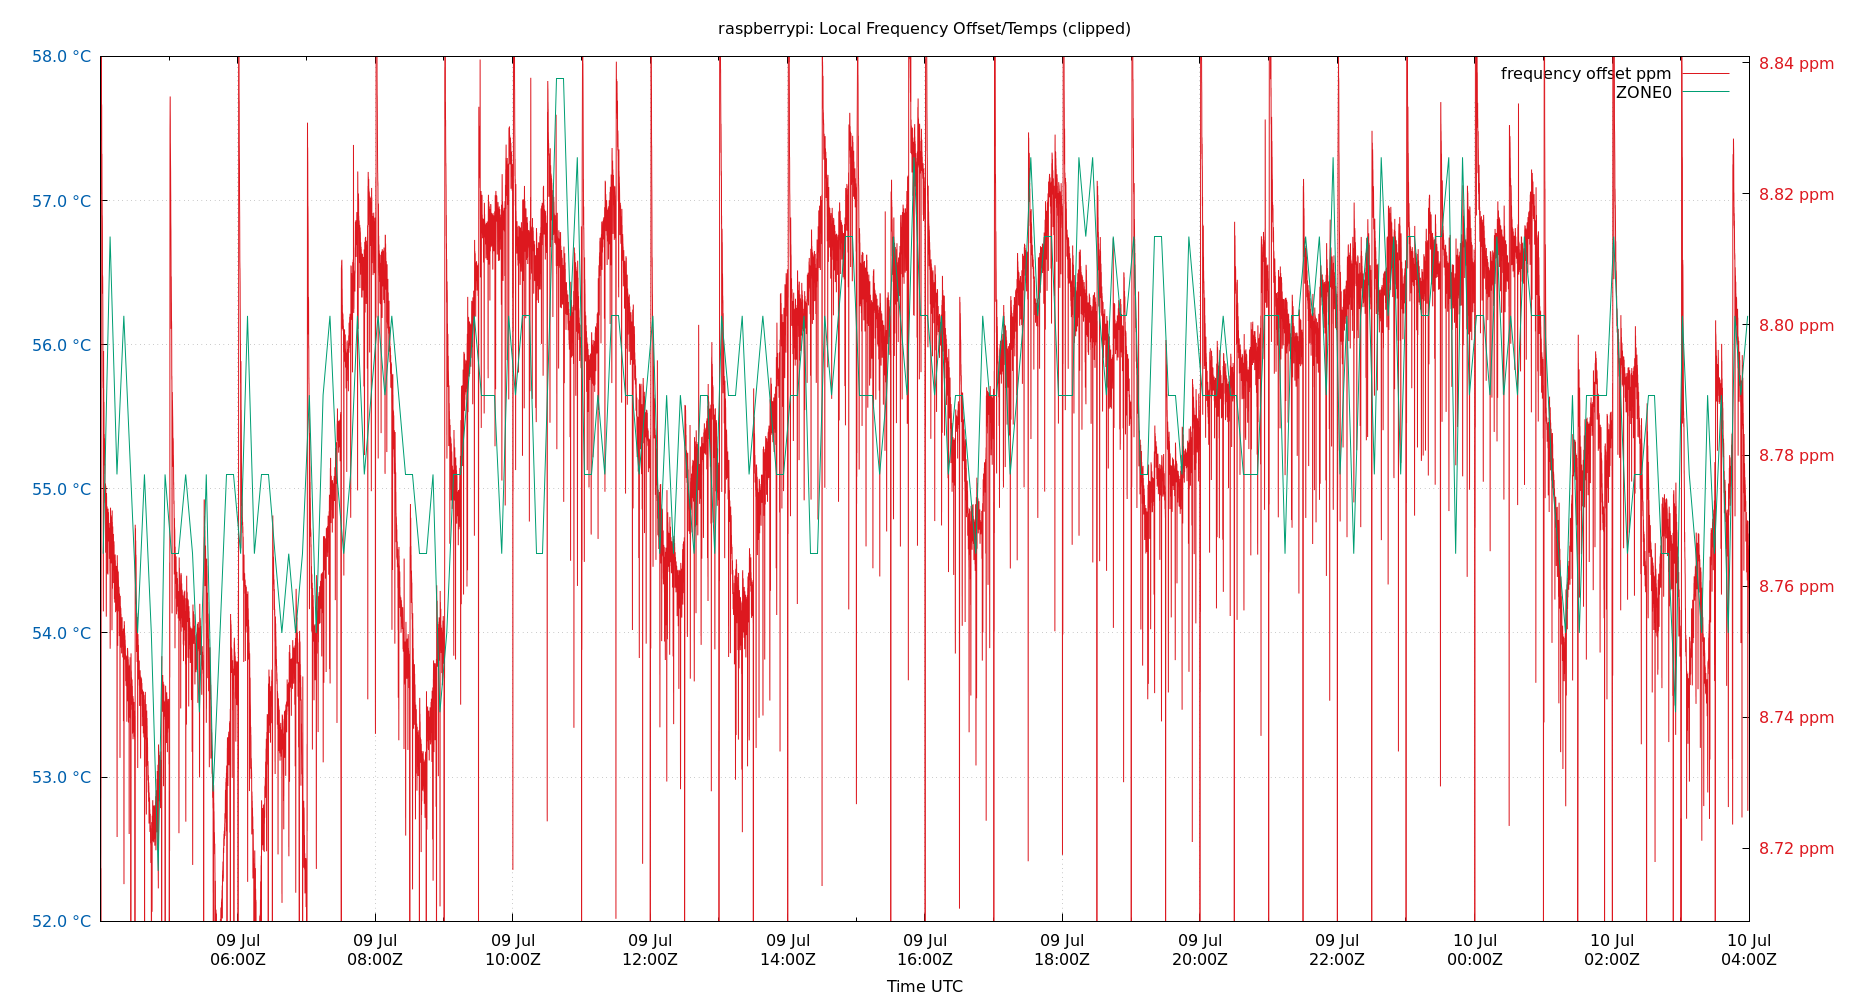 raspberrypi: Local Frequency Offset/Temps (clipped)
58.0 °C
57.0 °C
56.0 °C
55.0 °C
54.0 °C
53.0 °C
52.0 °C
8.84 ppm
8.82 ppm
8.80 ppm
8.78 ppm
8.76 ppm
8.74 ppm
8.72 ppm
frequency offset ppm
ZONE0
09 Jul
06:00Z
09 Jul
08:00Z
09 Jul
10:00Z
09 Jul
12:00Z
09 Jul
14:00Z
09 Jul
16:00Z
09 Jul
18:00Z
09 Jul
20:00Z
09 Jul
22:00Z
10 Jul
00:00Z
10 Jul
02:00Z
10 Jul
04:00Z
Time UTC